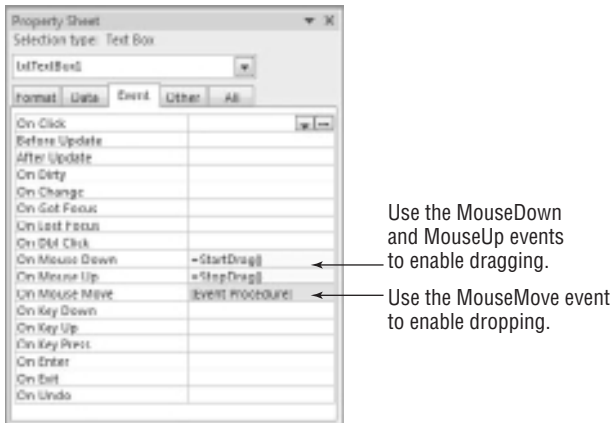 Property Sheet
Selection type: Text Box
txtTextBox1
Format Data Event Other All
On Click
Before Update
After Update
On Dirty
On Change
On Got Focus
On Lost Focus
On Dbl Click
On Mouse Down =StartDrag()
On Mouse Up =StopDrag()
On Mouse Move [Event Procedure]
On Key Down
On Key Up
On Key Press
On Enter
On Exit
On Undo
Use the MouseDown
and MouseUp events
to enable dragging.
Use the MouseMove event
to enable dropping.